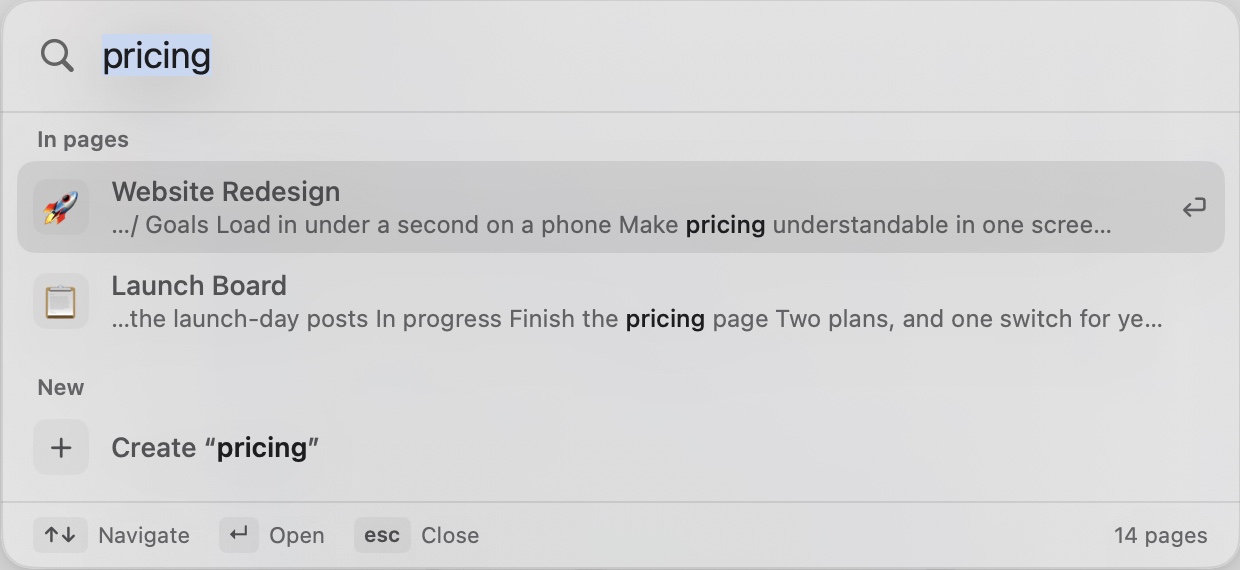 pricing
In pages
Website Redesign
.../ Goals Load in under a second on a phone Make pricing understandable in one scree...
Launch Board
...the launch-day posts In progress Finish the pricing page Two plans, and one switch for ye...
New
+ Create “pricing”
↑↓ Navigate ↵ Open esc Close 14 pages